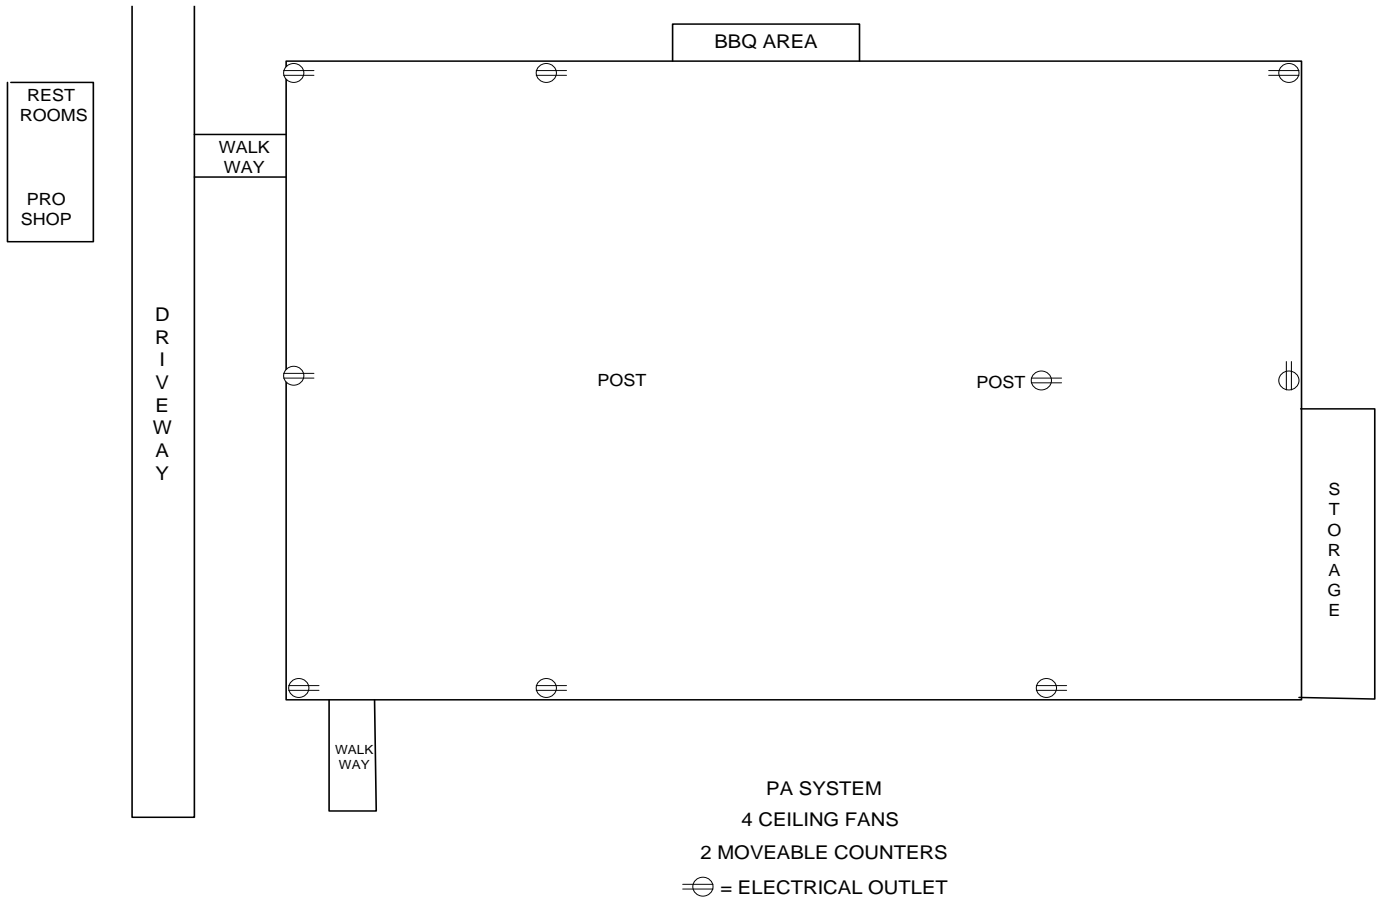 BBQ AREA
REST
ROOMS
PRO
SHOP
WALK
WAY
D
R
I
V
E
W
A
Y
POST
POST
S
T
O
R
A
G
E
WALK
WAY
PA SYSTEM
4 CEILING FANS
2 MOVEABLE COUNTERS
= ELECTRICAL OUTLET